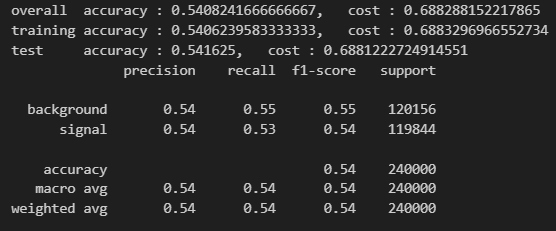 overall accuracy : 0.5408241666666667, cost : 0.688288152217865
training accuracy : 0.5406239583333333, cost : 0.6883296966552734
test accuracy : 0.541625, cost : 0.6881222724914551
precision recall f1-score support
background 0.54 0.55 0.55 120156
signal 0.54 0.53 0.54 119844
accuracy 0.54 240000
macro avg 0.54 0.54 0.54 240000
weighted avg 0.54 0.54 0.54 240000